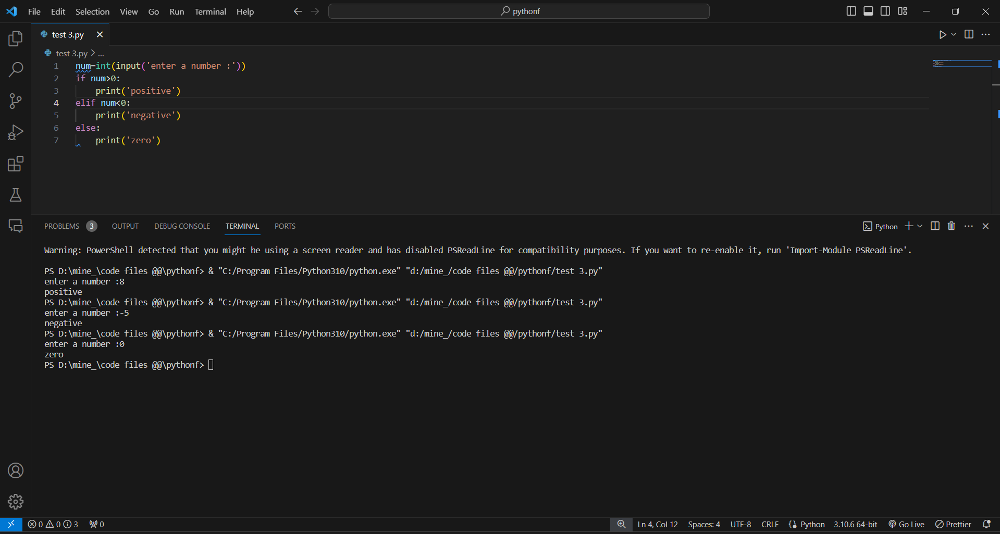 File Edit Selection View Go Run Terminal Help pythonf
test 3.py
test 3.py > ...
1 num=int(input('enter a number :'))
2 if num>0:
3     print('positive')
4 elif num<0:
5     print('negative')
6 else:
7     print('zero')
PROBLEMS 3 OUTPUT DEBUG CONSOLE TERMINAL PORTS Python
Warning: PowerShell detected that you might be using a screen reader and has disabled PSReadLine for compatibility purposes. If you want to re-enable it, run 'Import-Module PSReadLine'.
PS D:\mine_\code files @@\pythonf> & "C:/Program Files/Python310/python.exe" "d:/mine_/code files @@/pythonf/test 3.py"
enter a number :8
positive
PS D:\mine_\code files @@\pythonf> & "C:/Program Files/Python310/python.exe" "d:/mine_/code files @@/pythonf/test 3.py"
enter a number :-5
negative
PS D:\mine_\code files @@\pythonf> & "C:/Program Files/Python310/python.exe" "d:/mine_/code files @@/pythonf/test 3.py"
enter a number :0
zero
PS D:\mine_\code files @@\pythonf>
0 0 3 0 Ln 4, Col 12 Spaces: 4 UTF-8 CRLF Python 3.10.6 64-bit Go Live Prettier